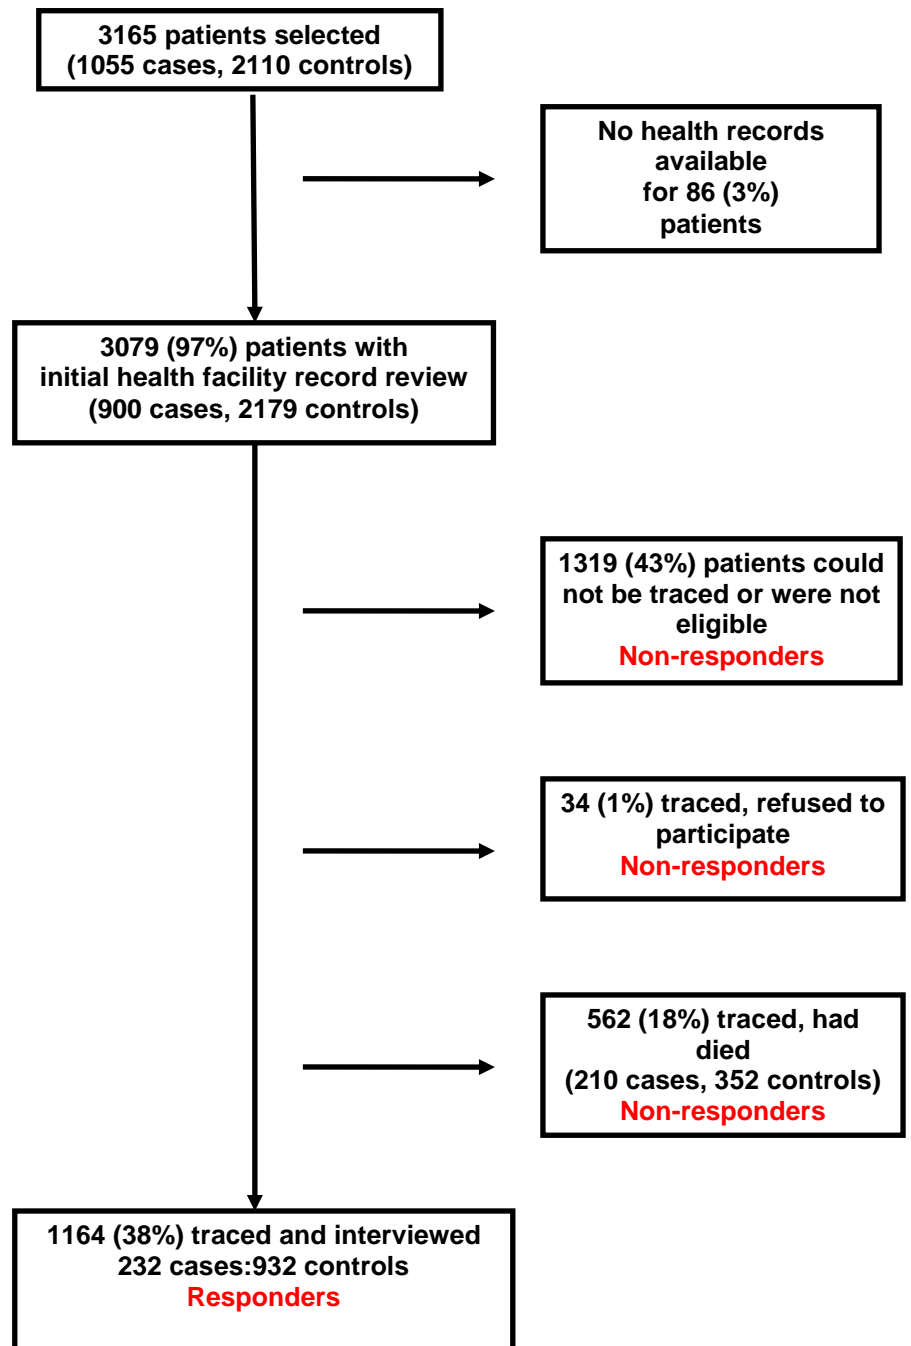 3165 patients selected
(1055 cases, 2110 controls)
No health records
available
for 86 (3%)
patients
3079 (97%) patients with
initial health facility record review
(900 cases, 2179 controls)
1319 (43%) patients could
not be traced or were not
eligible
Non-responders
34 (1%) traced, refused to
participate
Non-responders
562 (18%) traced, had
died
(210 cases, 352 controls)
Non-responders
1164 (38%) traced and interviewed
232 cases:932 controls
Responders